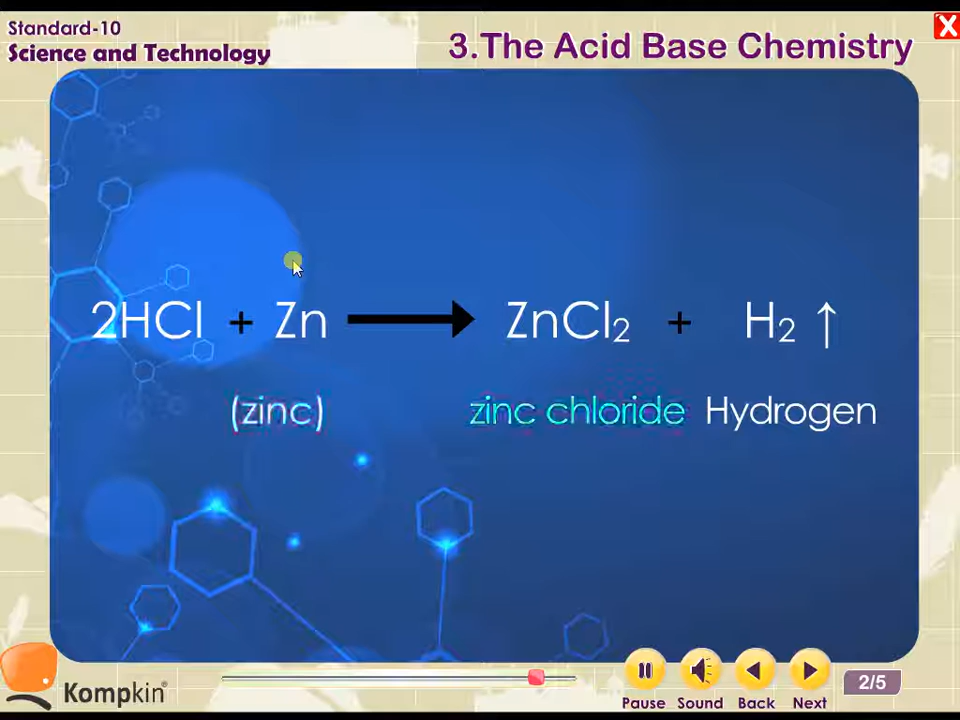 Standard-10
Science and Technology
3.The Acid Base Chemistry
X
2HCl + Zn ⟶ ZnCl₂ + H₂ ↑
(zinc) zinc chloride Hydrogen
Kompkin®
Pause Sound Back Next
2/5